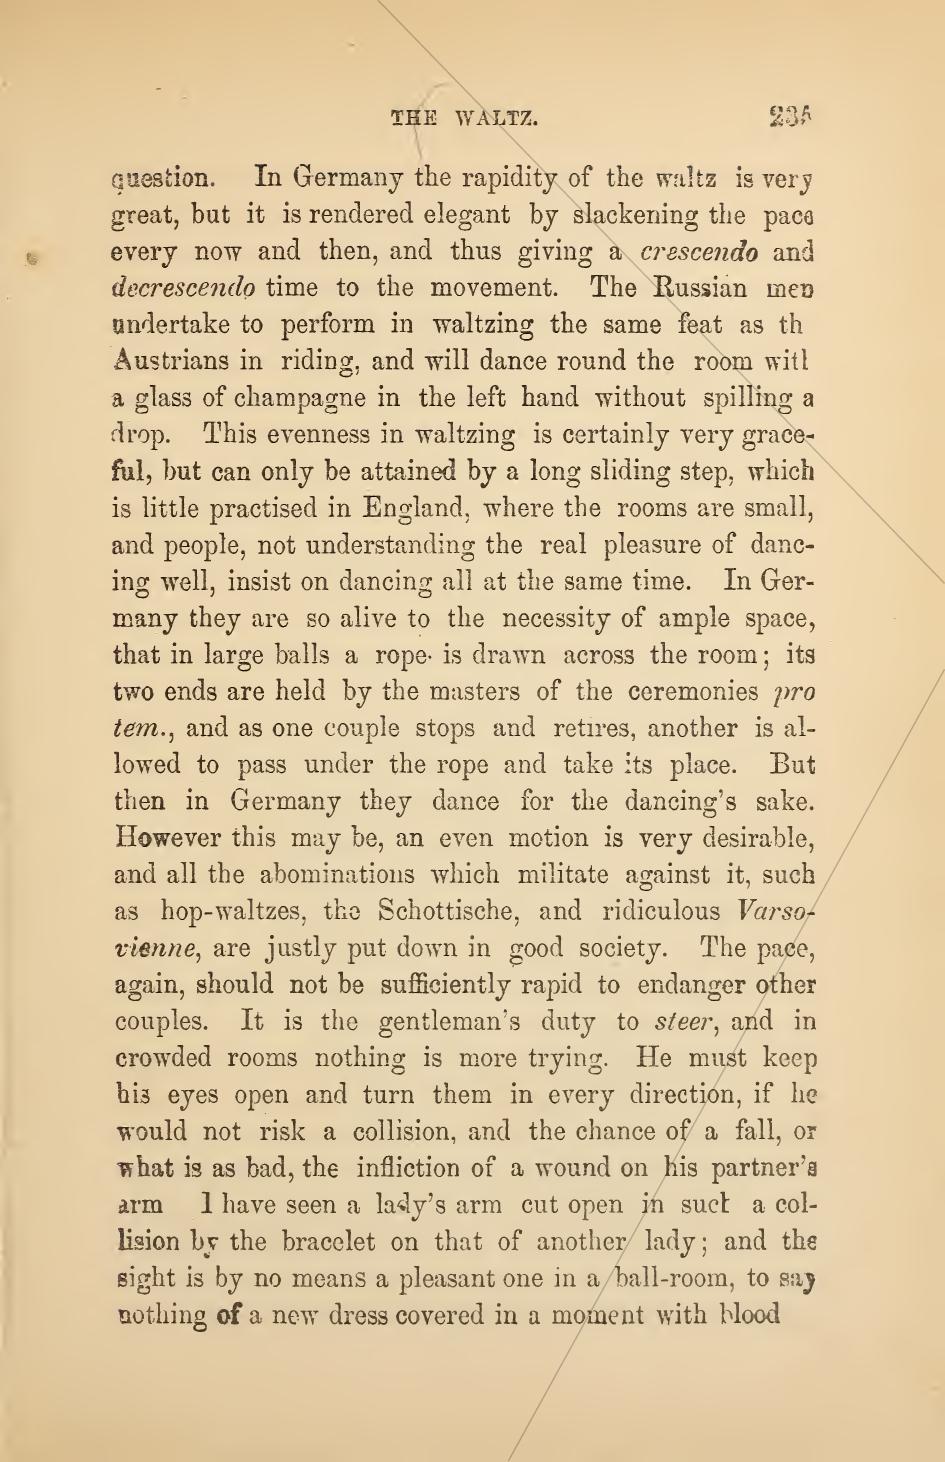 THE WALTZ. 235
question. In Germany the rapidity of the waltz is very
great, but it is rendered elegant by slackening the pace
every now and then, and thus giving a crescendo and
decrescendo time to the movement. The Russian men
undertake to perform in waltzing the same feat as th
Austrians in riding, and will dance round the room with
a glass of champagne in the left hand without spilling a
drop. This evenness in waltzing is certainly very grace-
ful, but can only be attained by a long sliding step, which
is little practised in England, where the rooms are small,
and people, not understanding the real pleasure of danc-
ing well, insist on dancing all at the same time. In Ger-
many they are so alive to the necessity of ample space,
that in large balls a rope is drawn across the room; its
two ends are held by the masters of the ceremonies pro
tem., and as one couple stops and retires, another is al-
lowed to pass under the rope and take its place. But
then in Germany they dance for the dancing's sake.
However this may be, an even motion is very desirable,
and all the abominations which militate against it, such
as hop-waltzes, the Schottische, and ridiculous Varso-
vienne, are justly put down in good society. The pace,
again, should not be sufficiently rapid to endanger other
couples. It is the gentleman's duty to steer, and in
crowded rooms nothing is more trying. He must keep
his eyes open and turn them in every direction, if he
would not risk a collision, and the chance of a fall, or
what is as bad, the infliction of a wound on his partner's
arm I have seen a lady's arm cut open in such a col-
lision by the bracelet on that of another lady; and the
sight is by no means a pleasant one in a ball-room, to say
nothing of a new dress covered in a moment with blood